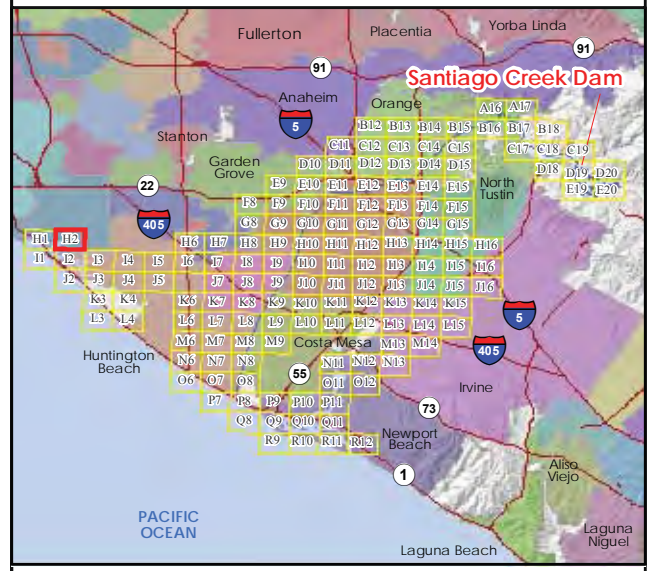 Fullerton
Placentia
Yorba Linda
91
91
Santiago Creek Dam
Anaheim
Orange
5
A16 A17
B12 B13 B14 B15 B16 B17 B18
Stanton
C11 C12 C13 C14 C15 C17 C18 C19
Garden
Grove
D10 D11 D12 D13 D14 D15 D18 D19 D20
22
E9 E10 E11 E12 E13 E14 E15 E19 E20
North
Tustin
F8 F9 F10 F11 F12 F13 F14 F15
405
G8 G9 G10 G11 G12 G13 G14 G15
H1 H2 H6 H7 H8 H9 H10 H11 H12 H13 H14 H15 H16
I1 I2 I3 I4 I5 I6 I7 I8 I9 I10 I11 I12 I13 I14 I15 I16
J2 J3 J4 J5 J7 J8 J9 J10 J11 J12 J13 J14 J15 J16
K3 K4 K6 K7 K8 K9 K10 K11 K12 K13 K14 K15
5
L3 L4 L6 L7 L8 L9 L10 L11 L12 L13 L14 L15
M6 M7 M8 M9 Costa Mesa M13 M14
405
Huntington
Beach
N6 N7 N8 N11 N12 N13
55
O6 O7 O8 O11 O12
Irvine
P7 P8 P9 P10 P11
73
Q8 Q9 Q10 Q11
R9 R10 R11 R12
Newport
Beach
1
Aliso
Viejo
PACIFIC
OCEAN
Laguna
Niguel
Laguna Beach